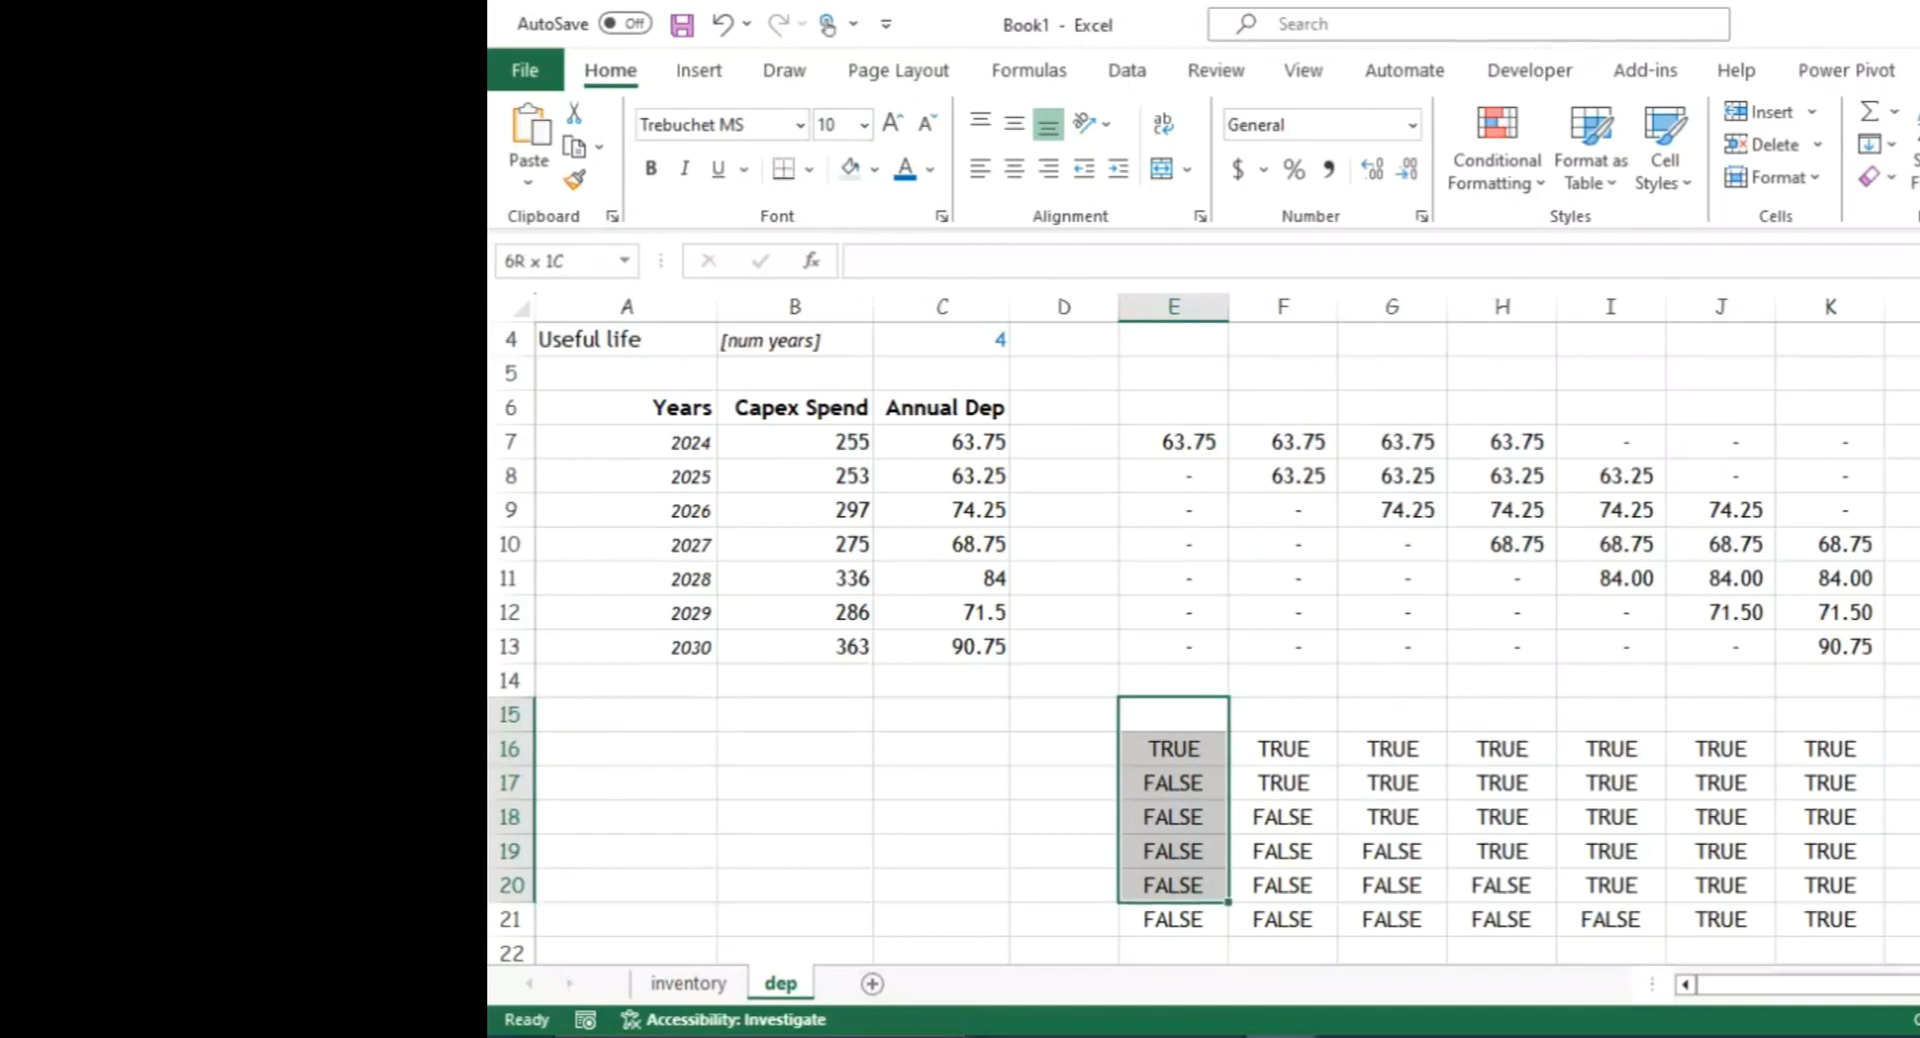 AutoSave Off Book1 - Excel Search
File Home Insert Draw Page Layout Formulas Data Review View Automate Developer Add-ins Help Power Pivot
Trebuchet MS 10 General Insert
Paste Conditional Format as Cell Delete
B I U $ % Formatting Table Styles Format
Clipboard Font Alignment Number Styles Cells
6R x 1C fx
A B C D E F G H I J K
4 Useful life [num years] 4
5
6 Years Capex Spend Annual Dep
7 2024 255 63.75 63.75 63.75 63.75 63.75 - - -
8 2025 253 63.25 - 63.25 63.25 63.25 63.25 - -
9 2026 297 74.25 - - 74.25 74.25 74.25 74.25 -
10 2027 275 68.75 - - - 68.75 68.75 68.75 68.75
11 2028 336 84 - - - - 84.00 84.00 84.00
12 2029 286 71.5 - - - - - 71.50 71.50
13 2030 363 90.75 - - - - - - 90.75
14
15
16 TRUE TRUE TRUE TRUE TRUE TRUE TRUE
17 FALSE TRUE TRUE TRUE TRUE TRUE TRUE
18 FALSE FALSE TRUE TRUE TRUE TRUE TRUE
19 FALSE FALSE FALSE TRUE TRUE TRUE TRUE
20 FALSE FALSE FALSE FALSE TRUE TRUE TRUE
21 FALSE FALSE FALSE FALSE FALSE TRUE TRUE
22
inventory dep
Ready Accessibility: Investigate